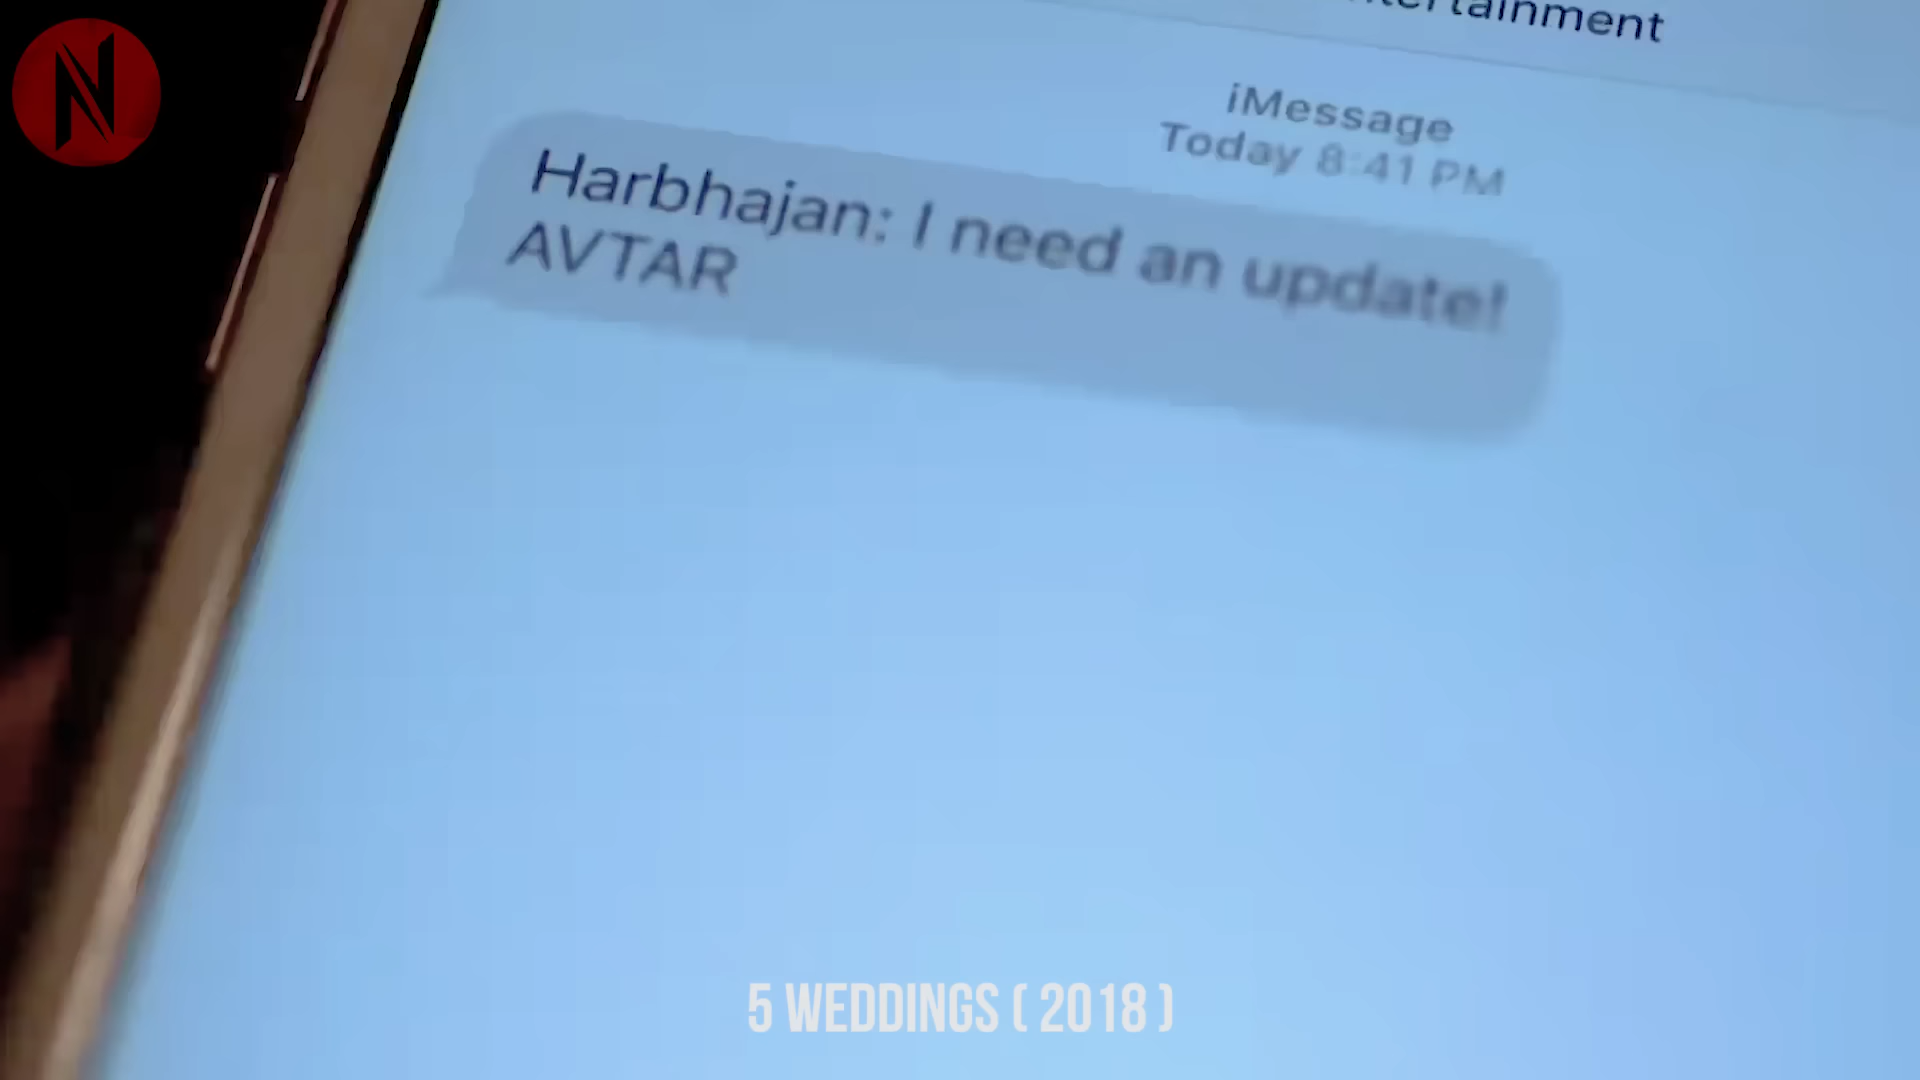 iMessage
Today 8:41 PM
Harbhajan: I need an update!
AVTAR
5 WEDDINGS ( 2018 )